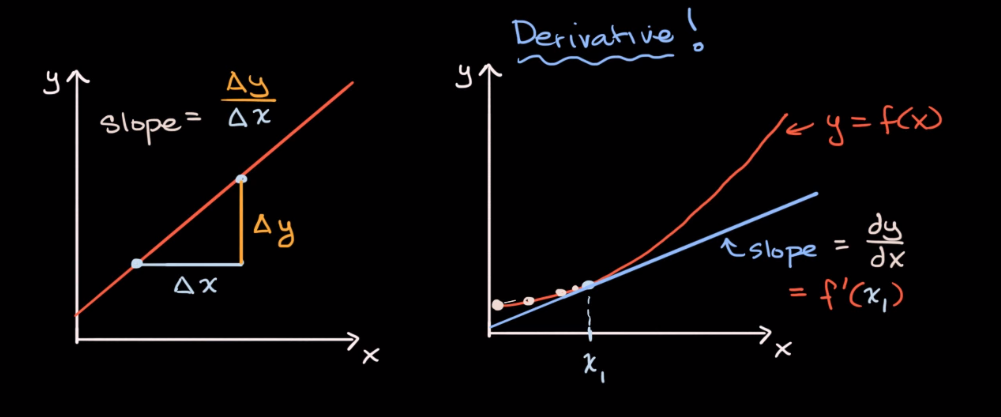 Derivative!
y
slope = Δy/Δx
Δy
Δx
x
y
y = f(x)
slope = dy/dx
= f'(x₁)
x
x₁